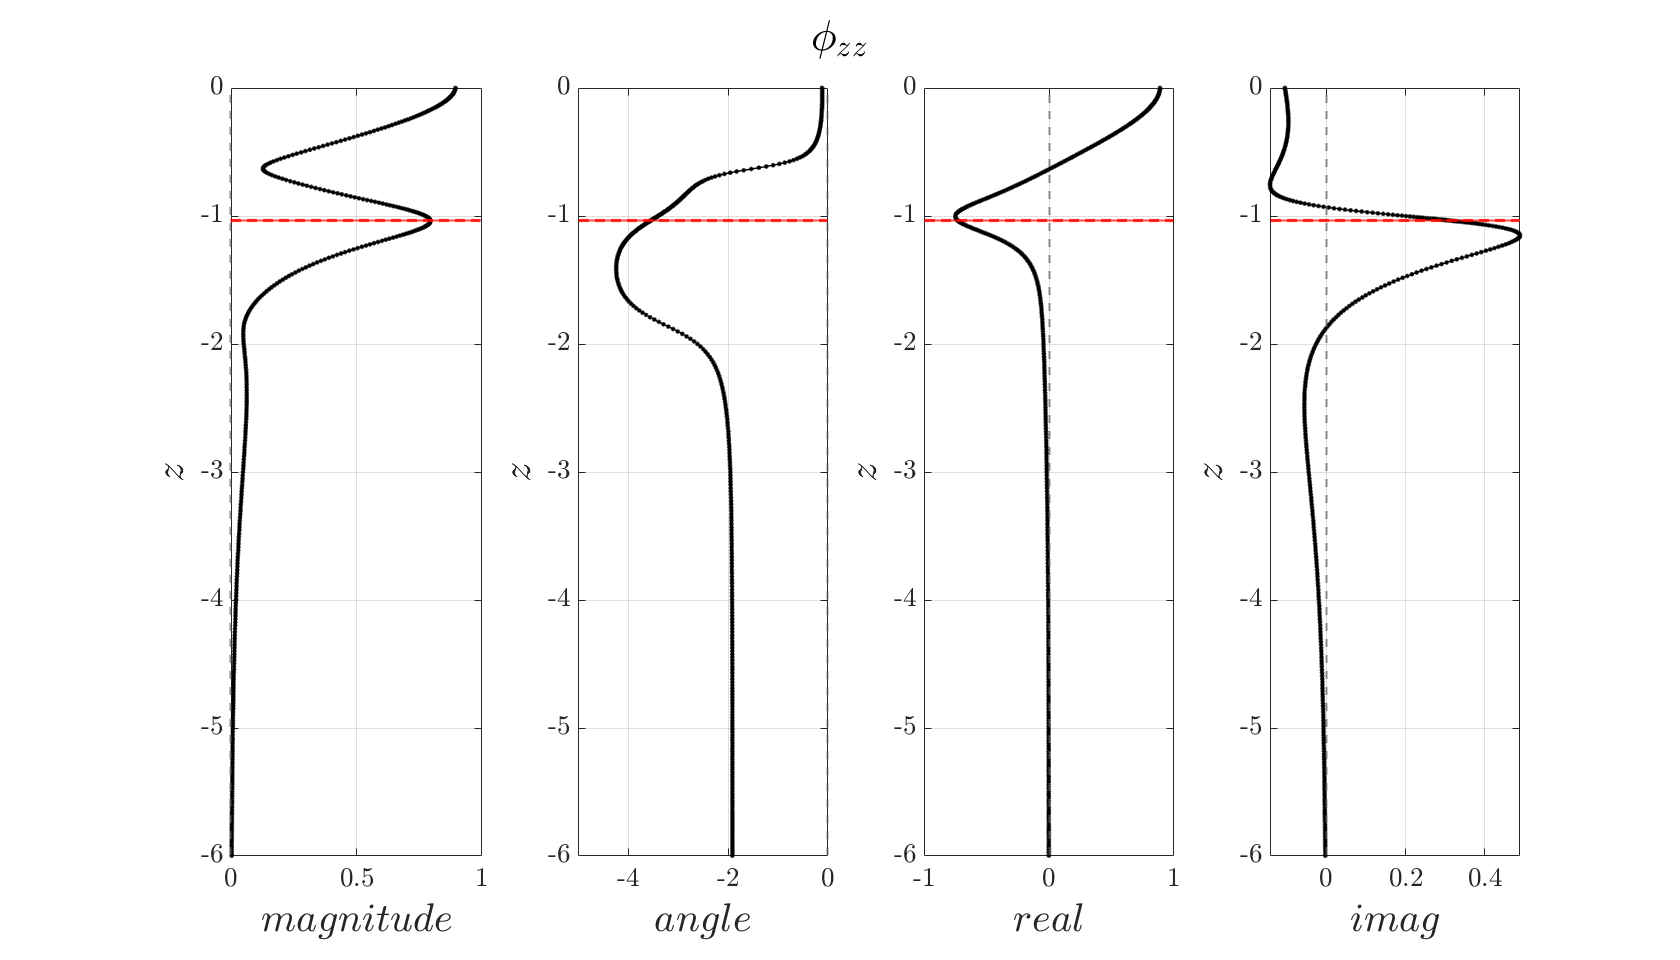 ϕzz
0 0 0 0
-1 -1 -1 -1
-2 -2 -2 -2
z -3 z -3 z -3 z -3
-4 -4 -4 -4
-5 -5 -5 -5
-6 -6 -6 -6
0 0.5 1 -4 -2 0 -1 0 1 0 0.2 0.4
magnitude angle real imag